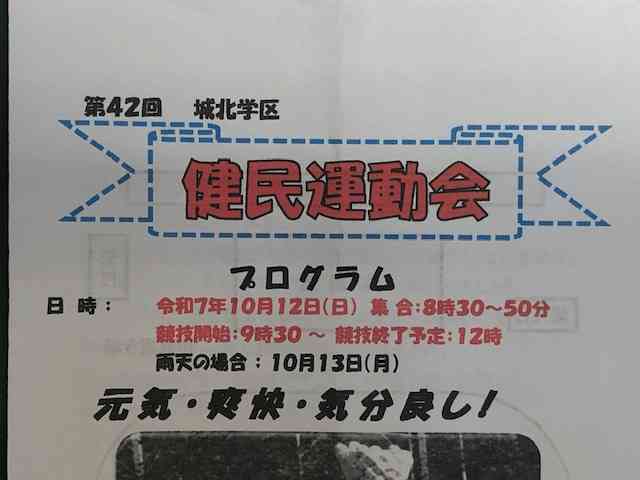 第42回 城北学区
健民運動会
プログラム
日時： 令和7年10月12日(日) 集合:8時30～50分
競技開始:9時30～競技終了予定:12時
雨天の場合：10月13日(月)
元気・爽快・気分良し!